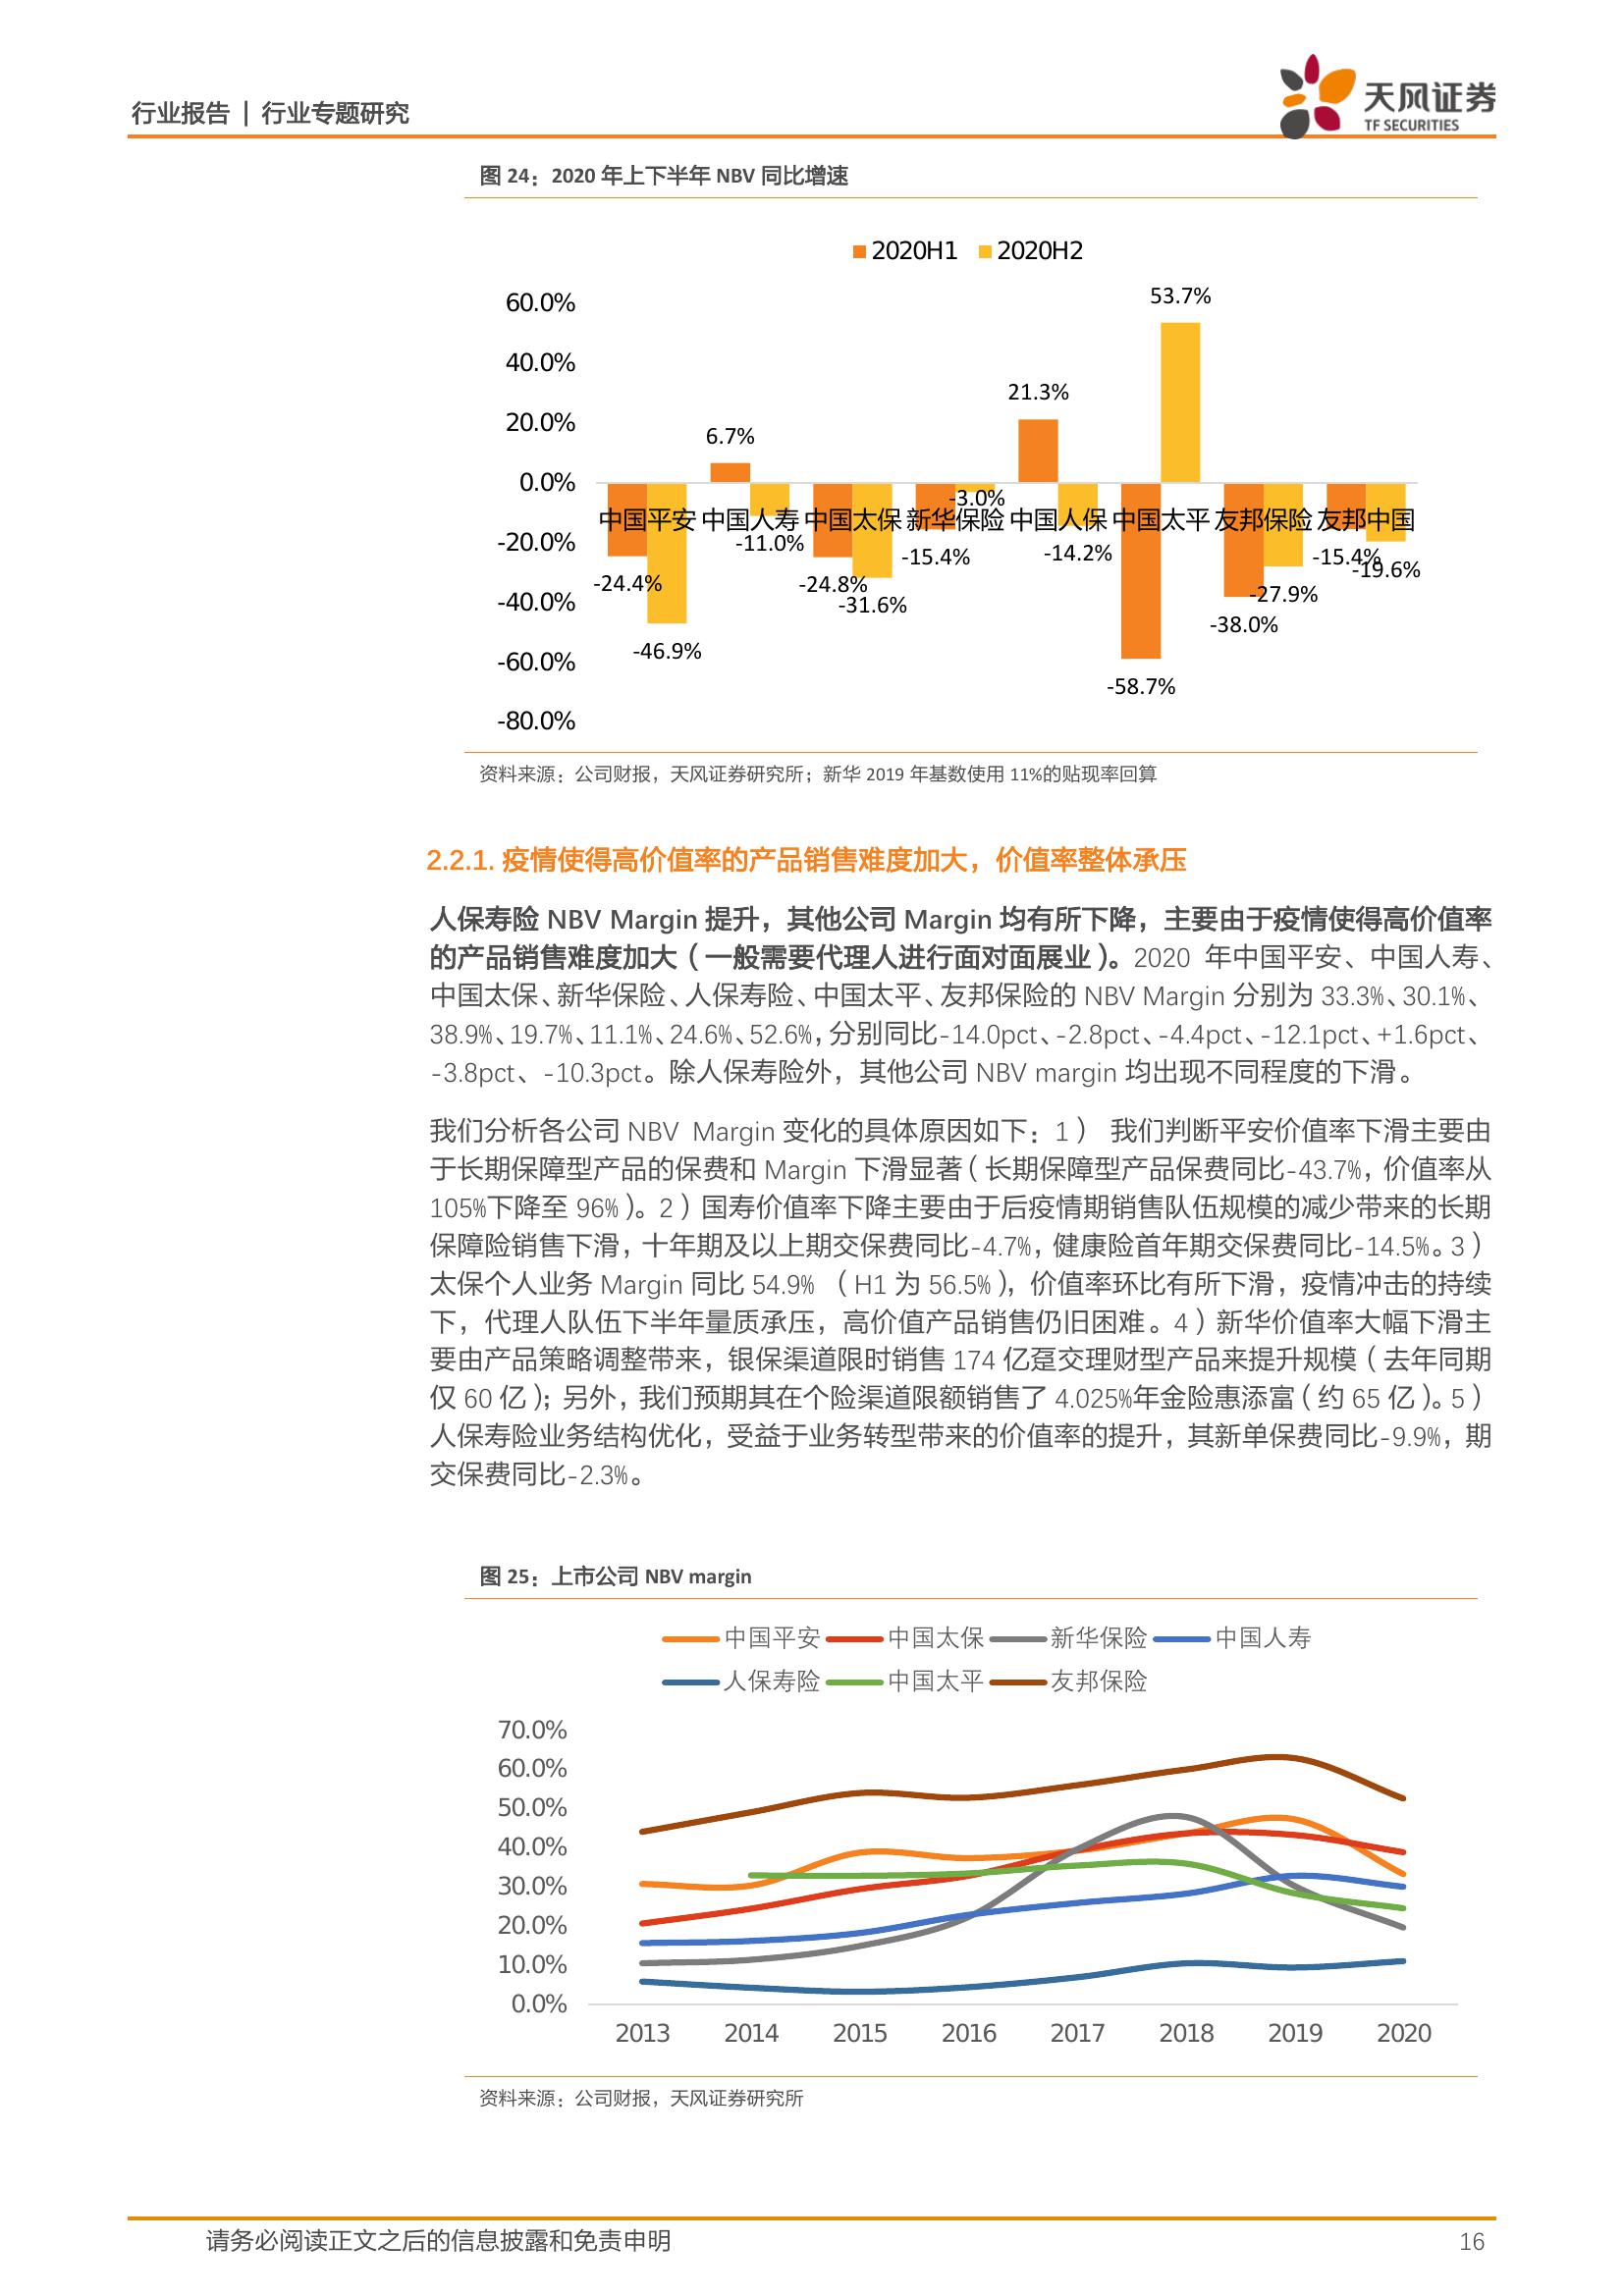 行业报告 | 行业专题研究
天风证券
TF SECURITIES
图 24：2020 年上下半年 NBV 同比增速
2020H1 2020H2
60.0%
40.0%
20.0%
0.0%
-20.0%
-40.0%
-60.0%
-80.0%
53.7%
21.3%
6.7%
-3.0%
中国平安 中国人寿 中国太保 新华保险 中国人保 中国太平 友邦保险 友邦中国
-11.0% -14.2% -15.4% -15.4% -19.6%
-24.4% -24.8% -27.9%
-31.6%
-38.0%
-46.9%
-58.7%
资料来源：公司财报，天风证券研究所；新华 2019 年基数使用 11%的贴现率回算
2.2.1. 疫情使得高价值率的产品销售难度加大，价值率整体承压
人保寿险 NBV Margin 提升，其他公司 Margin 均有所下降，主要由于疫情使得高价值率
的产品销售难度加大（一般需要代理人进行面对面展业）。2020 年中国平安、中国人寿、
中国太保、新华保险、人保寿险、中国太平、友邦保险的 NBV Margin 分别为 33.3%、30.1%、
38.9%、19.7%、11.1%、24.6%、52.6%，分别同比-14.0pct、-2.8pct、-4.4pct、-12.1pct、+1.6pct、
-3.8pct、-10.3pct。除人保寿险外，其他公司 NBV margin 均出现不同程度的下滑。
我们分析各公司 NBV Margin 变化的具体原因如下：1） 我们判断平安价值率下滑主要由
于长期保障型产品的保费和 Margin 下滑显著（长期保障型产品保费同比-43.7%，价值率从
105%下降至 96%）。2）国寿价值率下降主要由于后疫情期销售队伍规模的减少带来的长期
保障险销售下滑，十年期及以上期交保费同比-4.7%，健康险首年期交保费同比-14.5%。3）
太保个人业务 Margin 同比 54.9% （H1 为 56.5%），价值率环比有所下滑，疫情冲击的持续
下，代理人队伍下半年量质承压，高价值产品销售仍旧困难。4）新华价值率大幅下滑主
要由产品策略调整带来，银保渠道限时销售 174 亿趸交理财型产品来提升规模（去年同期
仅 60 亿）；另外，我们预期其在个险渠道限额销售了 4.025%年金险惠添富（约 65 亿）。5）
人保寿险业务结构优化，受益于业务转型带来的价值率的提升，其新单保费同比-9.9%，期
交保费同比-2.3%。
图 25：上市公司 NBV margin
中国平安 中国太保 新华保险 中国人寿
人保寿险 中国太平 友邦保险
70.0%
60.0%
50.0%
40.0%
30.0%
20.0%
10.0%
0.0%
2013 2014 2015 2016 2017 2018 2019 2020
资料来源：公司财报，天风证券研究所
请务必阅读正文之后的信息披露和免责申明 16